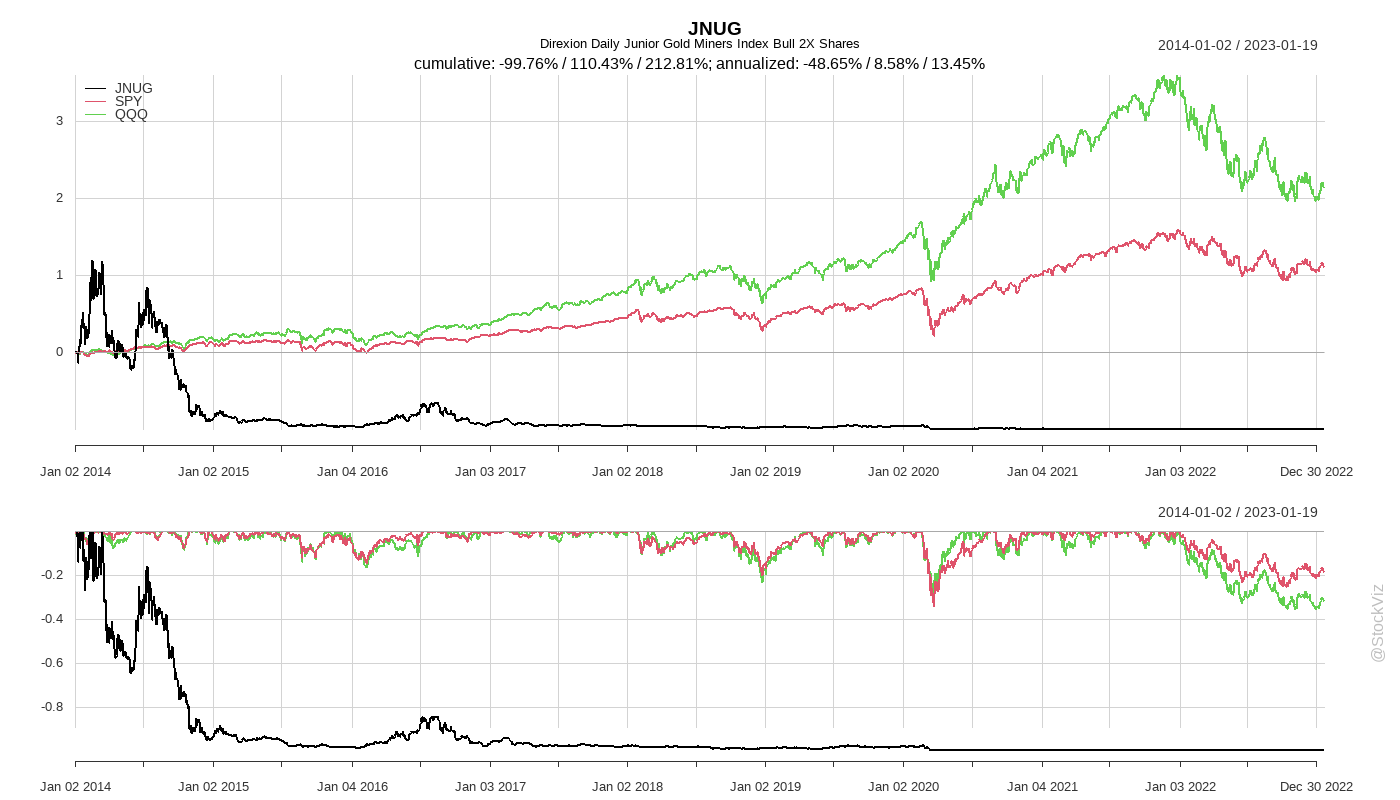 JNUG
Direxion Daily Junior Gold Miners Index Bull 2X Shares
2014-01-02 / 2023-01-19
cumulative: -99.76% / 110.43% / 212.81%; annualized: -48.65% / 8.58% / 13.45%
JNUG
SPY
QQQ
3
2
1
0
Jan 02 2014 Jan 02 2015 Jan 04 2016 Jan 03 2017 Jan 02 2018 Jan 02 2019 Jan 02 2020 Jan 04 2021 Jan 03 2022 Dec 30 2022
2014-01-02 / 2023-01-19
-0.2
-0.4
-0.6
-0.8
@StockViz
Jan 02 2014 Jan 02 2015 Jan 04 2016 Jan 03 2017 Jan 02 2018 Jan 02 2019 Jan 02 2020 Jan 04 2021 Jan 03 2022 Dec 30 2022